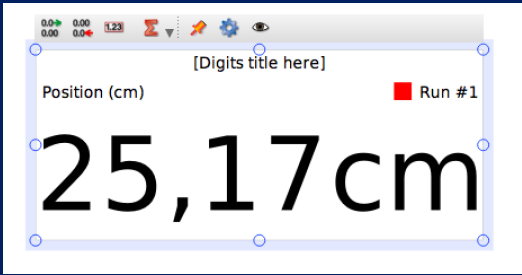 0.0 0.00 1.23
0.00 0.0
[Digits title here]
Position (cm) Run #1
25,17cm